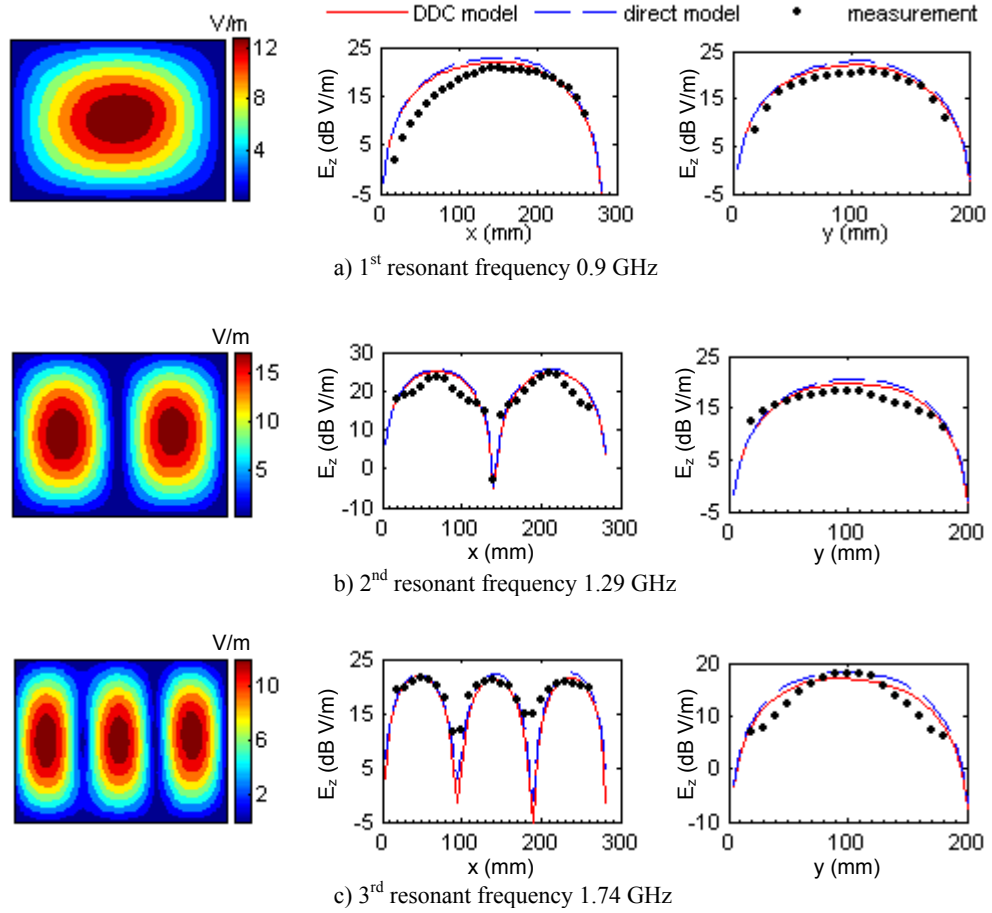 DDC model direct model measurement
V/m
12
8
4
E_z (dB V/m)
25
15
5
-5
0 100 200 300
x (mm)
E_z (dB V/m)
25
15
5
-5
0 100 200
y (mm)
a) 1st resonant frequency 0.9 GHz
V/m
15
10
5
E_z (dB V/m)
30
20
10
0
-10
0 100 200 300
x (mm)
E_z (dB V/m)
25
15
5
-5
0 100 200
y (mm)
b) 2nd resonant frequency 1.29 GHz
V/m
10
6
2
E_z (dB V/m)
25
15
5
-5
0 100 200 300
x (mm)
E_z (dB V/m)
20
10
0
-10
0 100 200
y (mm)
c) 3rd resonant frequency 1.74 GHz